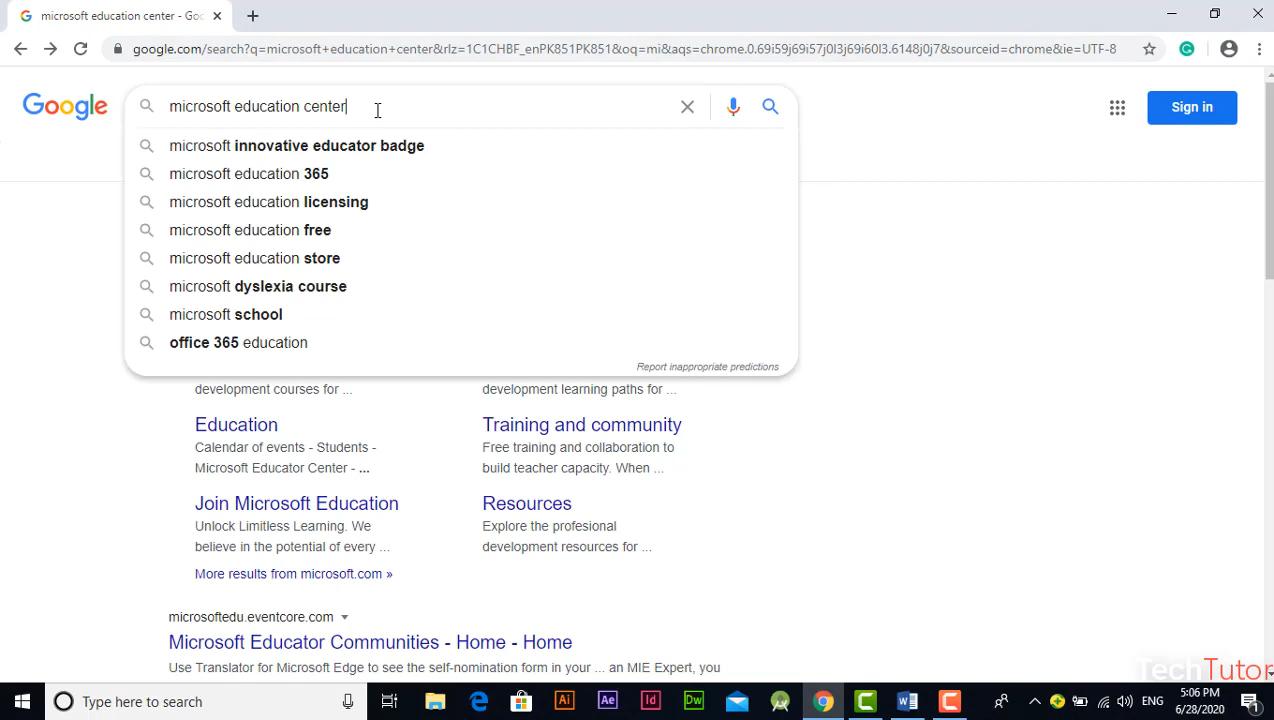 microsoft education center - Goo
google.com/search?q=microsoft+education+center&rlz=1C1CHBF_enPK851PK851&oq=mi&aqs=chrome.0.69i59j69i57j0l3j69i60l3.6148j0j7&sourceid=chrome&ie=UTF-8
Google
microsoft education center
Sign in
microsoft innovative educator badge
microsoft education 365
microsoft education licensing
microsoft education free
microsoft education store
microsoft dyslexia course
microsoft school
office 365 education
Report inappropriate predictions
development courses for ...
development learning paths for ...
Education
Training and community
Calendar of events - Students -
Free training and collaboration to
Microsoft Educator Center - ...
build teacher capacity. When ...
Join Microsoft Education
Resources
Unlock Limitless Learning. We
Explore the profesional
believe in the potential of every ...
development resources for ...
More results from microsoft.com »
microsoftedu.eventcore.com
Microsoft Educator Communities - Home - Home
Use Translator for Microsoft Edge to see the self-nomination form in your ... an MIE Expert, you
TechTutor
Type here to search
Ai
Ae
Id
Dw
ENG
5:06 PM
6/28/2020
1